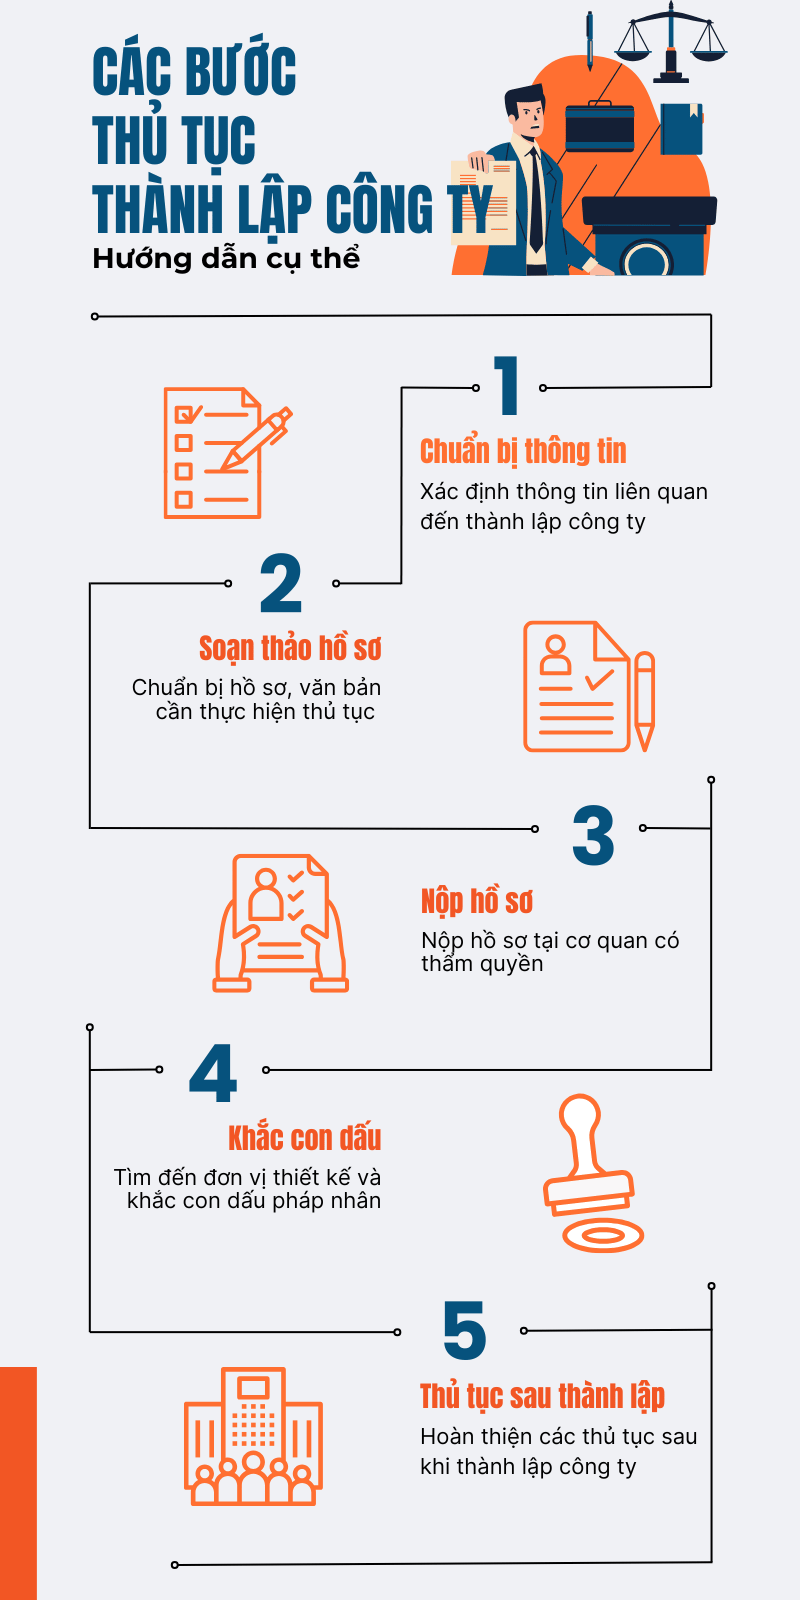 CÁC BƯỚC
THỦ TỤC
THÀNH LẬP CÔNG TY
Hướng dẫn cụ thể
1
Chuẩn bị thông tin
Xác định thông tin liên quan
đến thành lập công ty
2
Soạn thảo hồ sơ
Chuẩn bị hồ sơ, văn bản
cần thực hiện thủ tục
3
Nộp hồ sơ
Nộp hồ sơ tại cơ quan có
thẩm quyền
4
Khắc con dấu
Tìm đến đơn vị thiết kế và
khắc con dấu pháp nhân
5
Thủ tục sau thành lập
Hoàn thiện các thủ tục sau
khi thành lập công ty